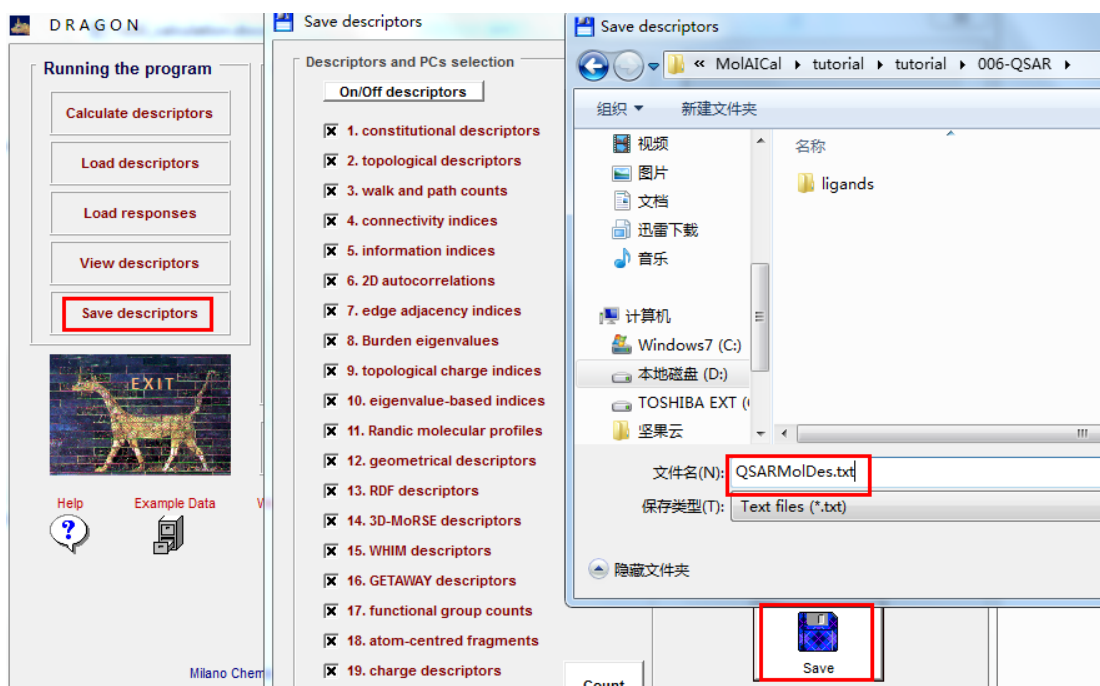 DRAGON
Running the program
Calculate descriptors
Load descriptors
Load responses
View descriptors
Save descriptors
EXIT
Help
Example Data
Milano Chem
Save descriptors
Descriptors and PCs selection
On/Off descriptors
1. constitutional descriptors
2. topological descriptors
3. walk and path counts
4. connectivity indices
5. information indices
6. 2D autocorrelations
7. edge adjacency indices
8. Burden eigenvalues
9. topological charge indices
10. eigenvalue-based indices
11. Randic molecular profiles
12. geometrical descriptors
13. RDF descriptors
14. 3D-MoRSE descriptors
15. WHIM descriptors
16. GETAWAY descriptors
17. functional group counts
18. atom-centred fragments
19. charge descriptors
Count
Save descriptors
« MolAICal tutorial tutorial 006-QSAR
组织 新建文件夹
视频
图片
文档
迅雷下载
音乐
计算机
Windows7 (C:)
本地磁盘 (D:)
TOSHIBA EXT (
坚果云
名称
ligands
文件名(N): QSARMolDes.txt
保存类型(T): Text files (*.txt)
隐藏文件夹
Save